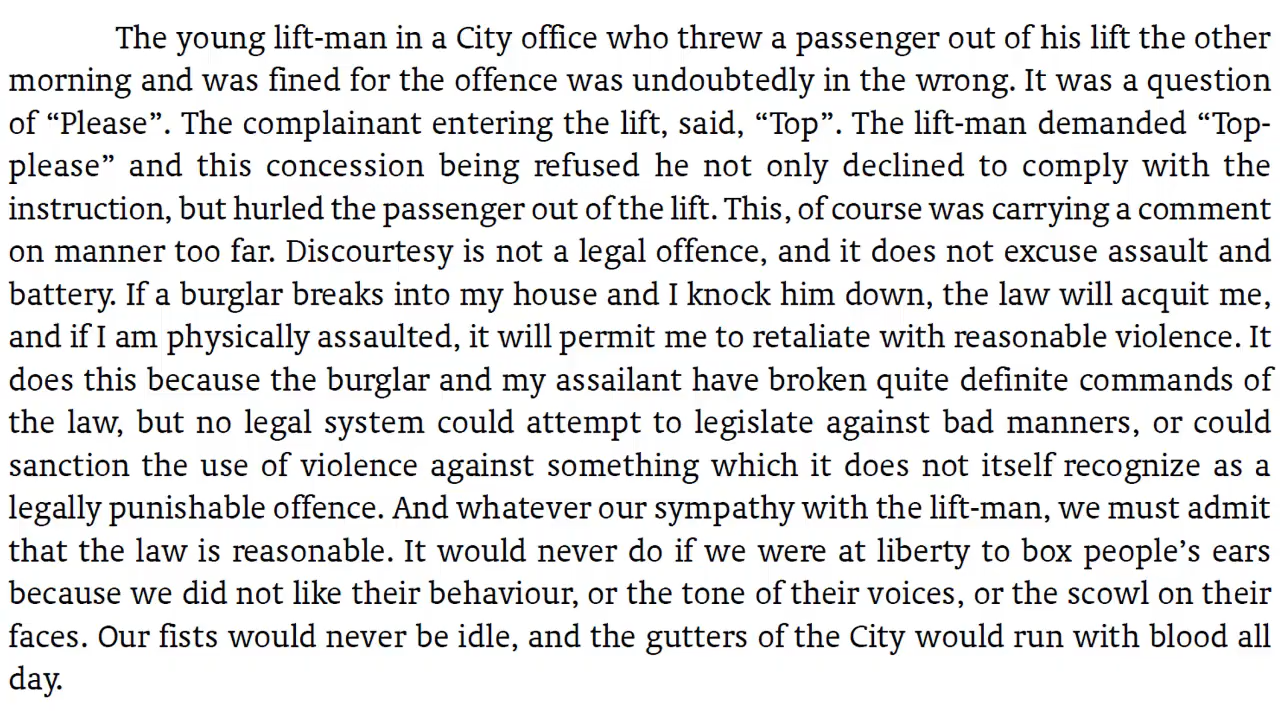 The young lift-man in a City office who threw a passenger out of his lift the other
morning and was fined for the offence was undoubtedly in the wrong. It was a question
of “Please”. The complainant entering the lift, said, “Top”. The lift-man demanded “Top-
please” and this concession being refused he not only declined to comply with the
instruction, but hurled the passenger out of the lift. This, of course was carrying a comment
on manner too far. Discourtesy is not a legal offence, and it does not excuse assault and
battery. If a burglar breaks into my house and I knock him down, the law will acquit me,
and if I am physically assaulted, it will permit me to retaliate with reasonable violence. It
does this because the burglar and my assailant have broken quite definite commands of
the law, but no legal system could attempt to legislate against bad manners, or could
sanction the use of violence against something which it does not itself recognize as a
legally punishable offence. And whatever our sympathy with the lift-man, we must admit
that the law is reasonable. It would never do if we were at liberty to box people’s ears
because we did not like their behaviour, or the tone of their voices, or the scowl on their
faces. Our fists would never be idle, and the gutters of the City would run with blood all
day.